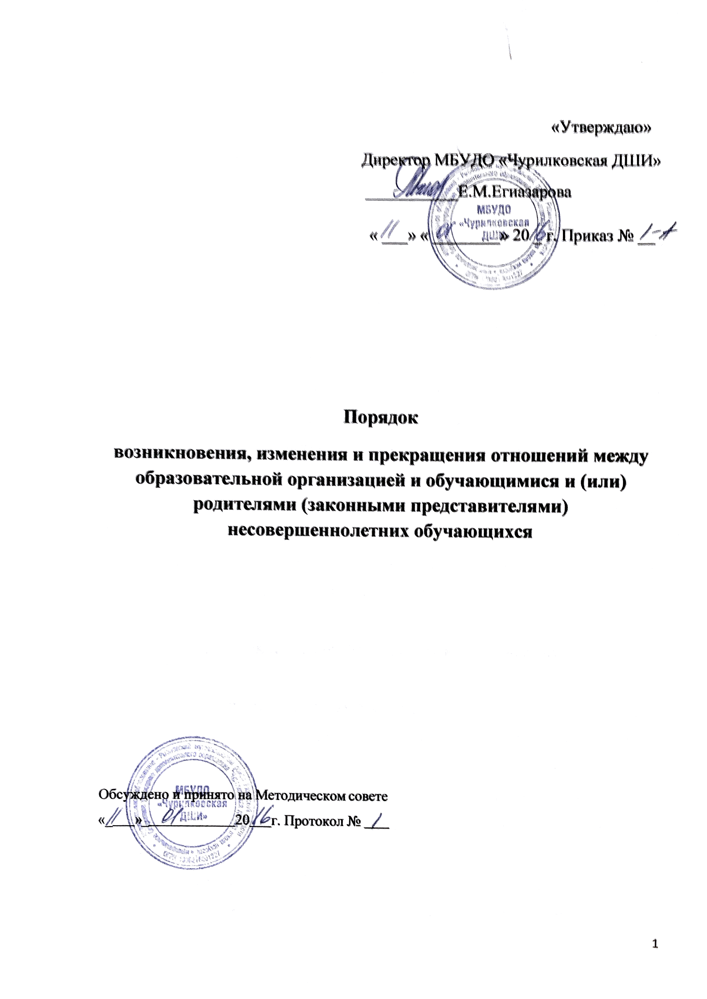 «Утверждаю»
Директор МБУДО «Чурилковская ДШИ»
Е.М.Егиазарова
МБУДО
«Чурилковская
ДШИ»
«11» «01» 2016 г. Приказ № 1-А
Порядок
возникновения, изменения и прекращения отношений между
образовательной организацией и обучающимися и (или)
родителями (законными представителями)
несовершеннолетних обучающихся
Обсуждено и принято на Методическом совете
МБУДО
«Чурилковская
ДШИ»
«11» 01 2016 г. Протокол № 1
1